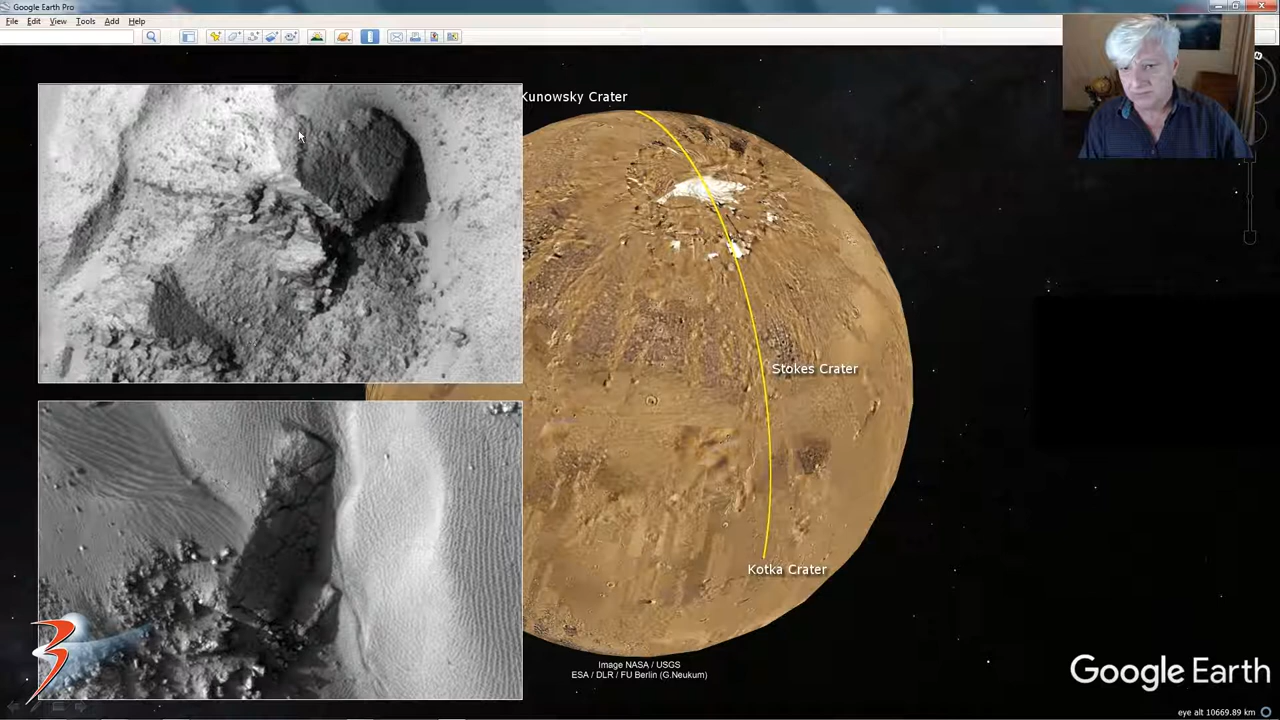 Google Earth Pro
File Edit View Tools Add Help
N
Kunowsky Crater
Stokes Crater
Kotka Crater
Image NASA / USGS
ESA / DLR / FU Berlin (G.Neukum)
Google Earth
eye alt 10669.89 km